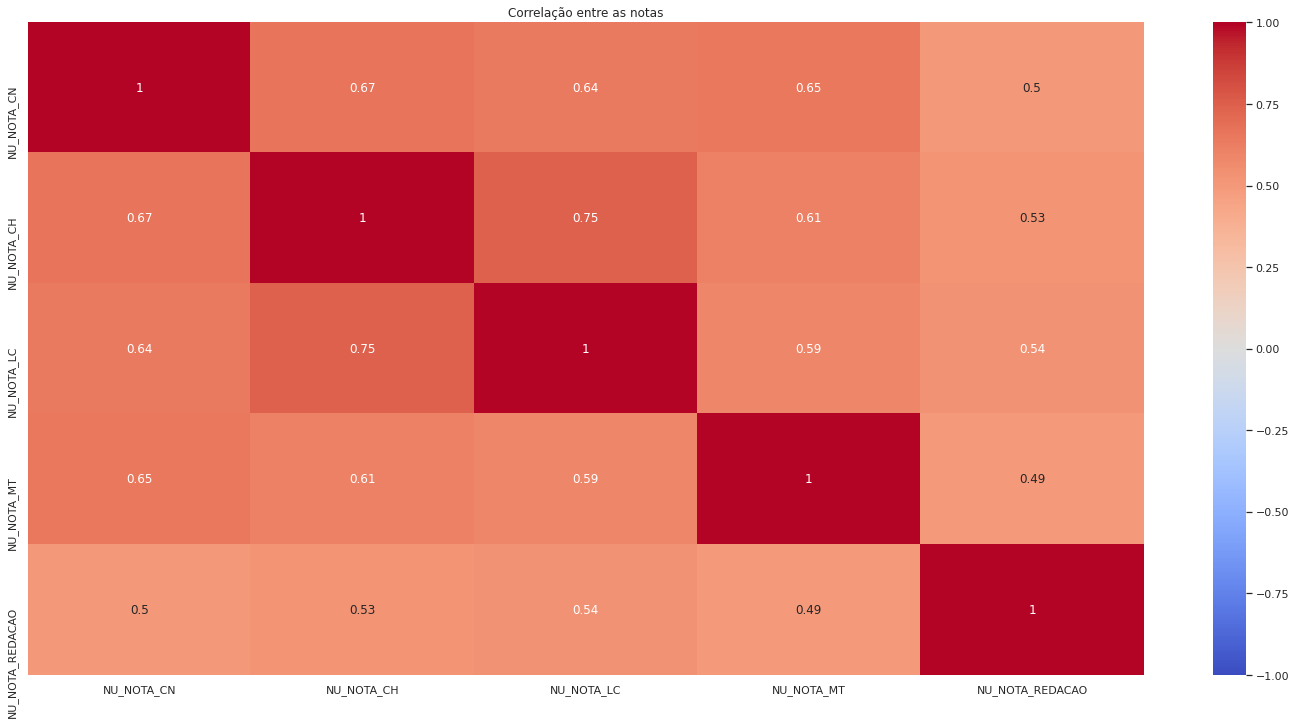 Correlação entre as notas
NU_NOTA_CN
1 0.67 0.64 0.65 0.5
NU_NOTA_CH
0.67 1 0.75 0.61 0.53
NU_NOTA_LC
0.64 0.75 1 0.59 0.54
NU_NOTA_MT
0.65 0.61 0.59 1 0.49
NU_NOTA_REDACAO
0.5 0.53 0.54 0.49 1
NU_NOTA_CN NU_NOTA_CH NU_NOTA_LC NU_NOTA_MT NU_NOTA_REDACAO
1.00
0.75
0.50
0.25
0.00
−0.25
−0.50
−0.75
−1.00